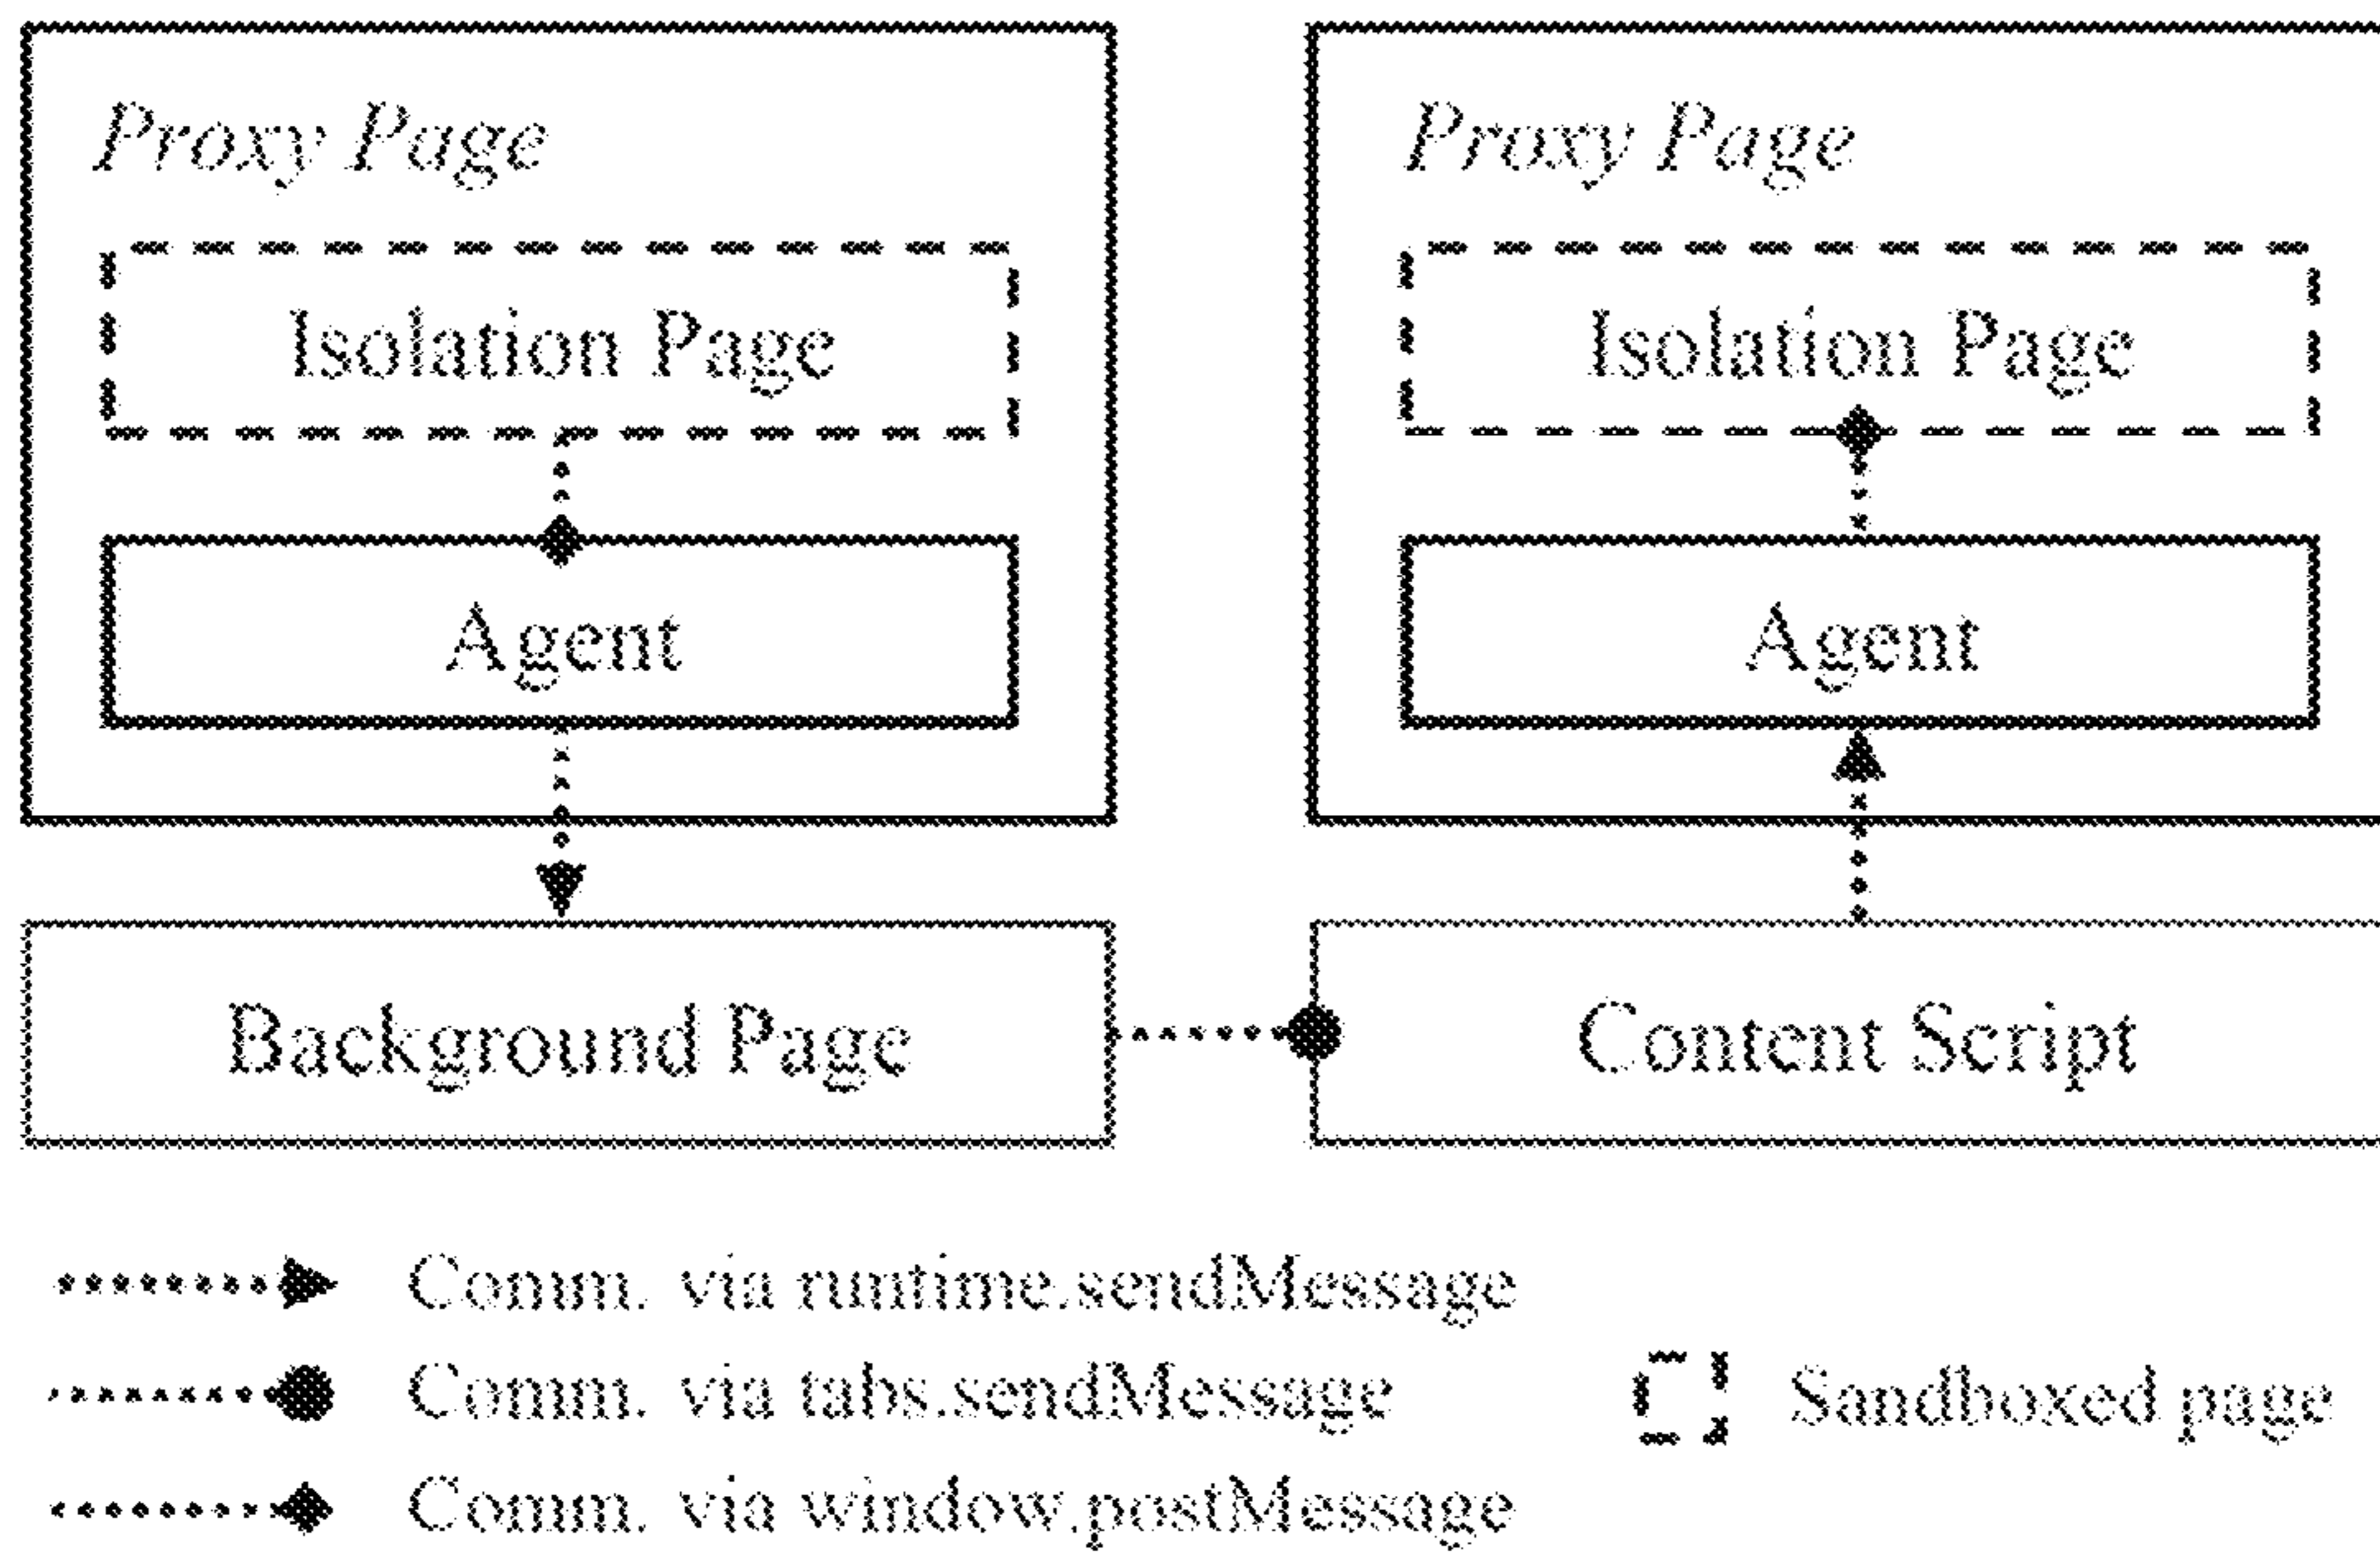 Proxy Page
Isolation Page
Agent
Proxy Page
Isolation Page
Agent
Background Page
Content Script
Comm. via runtime.sendMessage
Comm. via tabs.sendMessage
Comm. via window.postMessage
Sandboxed page